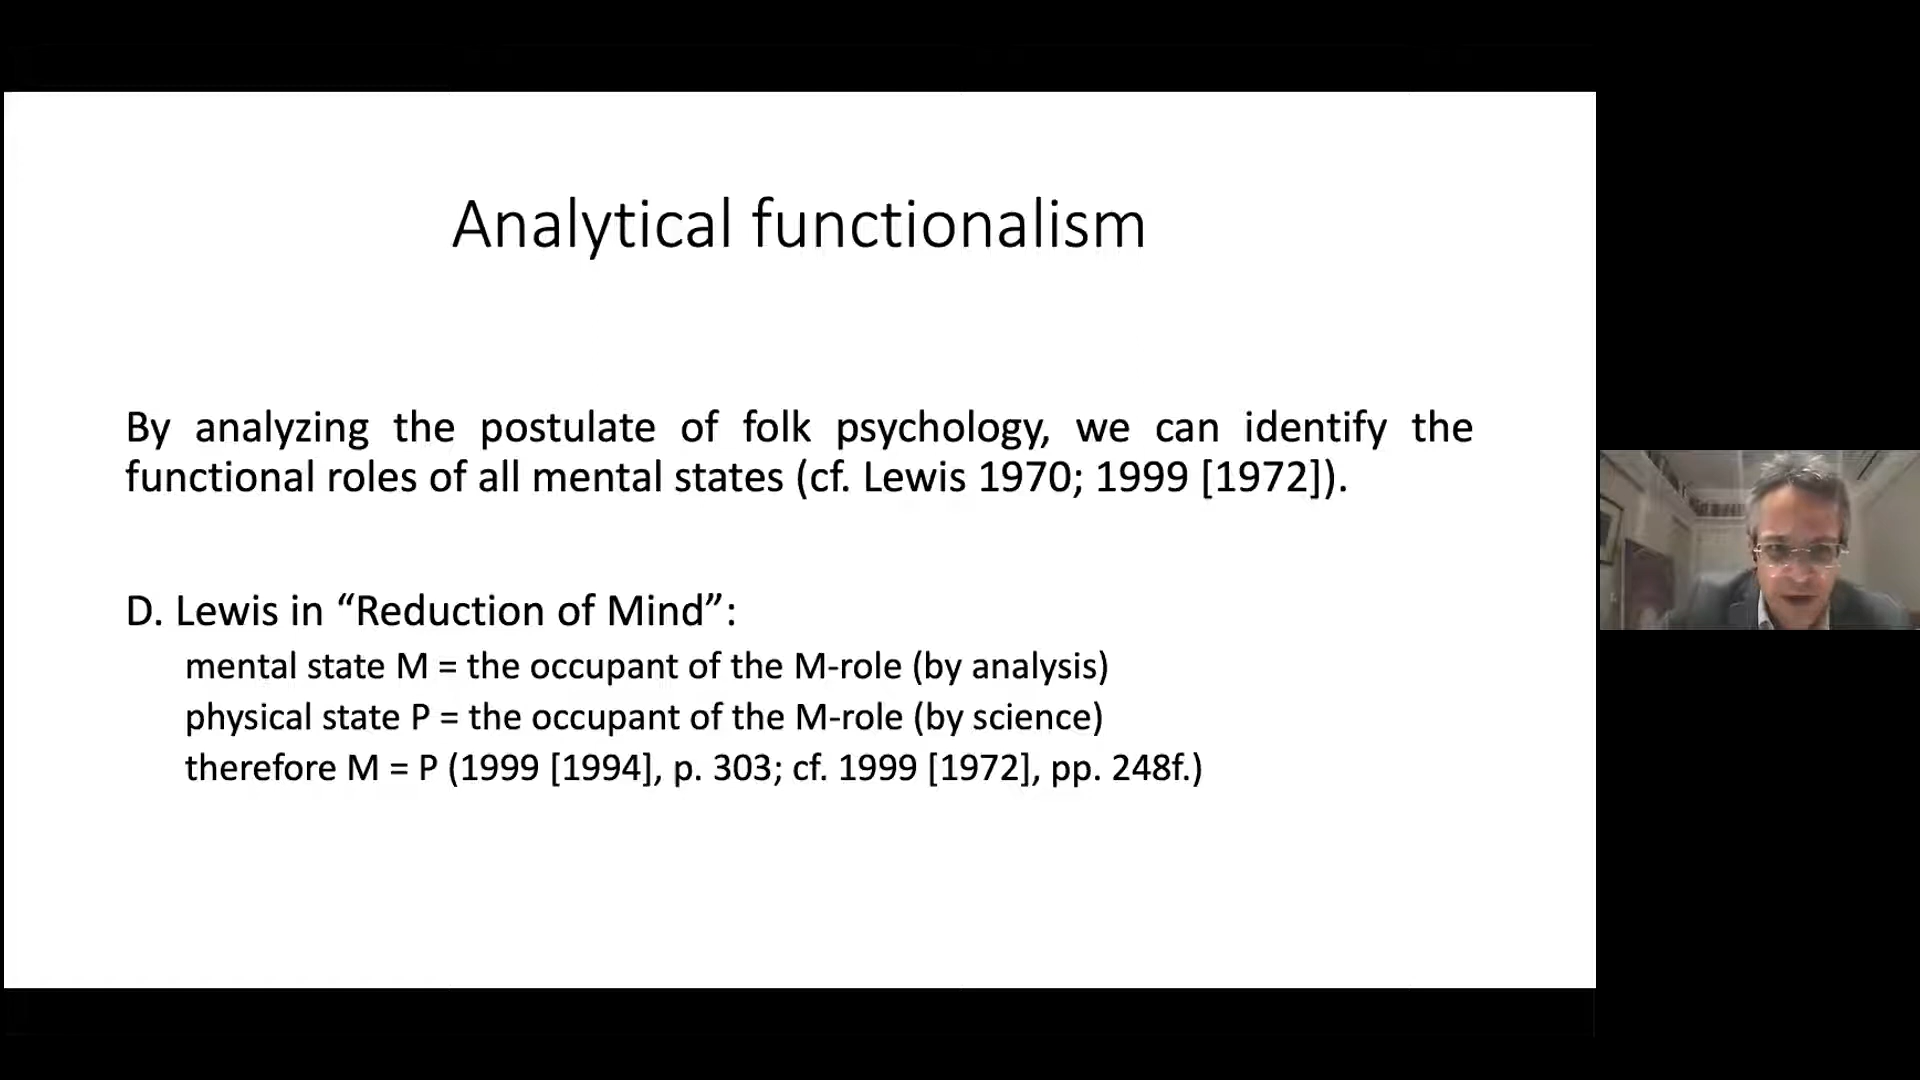 Analytical functionalism
By analyzing the postulate of folk psychology, we can identify the
functional roles of all mental states (cf. Lewis 1970; 1999 [1972]).
D. Lewis in “Reduction of Mind”:
mental state M = the occupant of the M-role (by analysis)
physical state P = the occupant of the M-role (by science)
therefore M = P (1999 [1994], p. 303; cf. 1999 [1972], pp. 248f.)